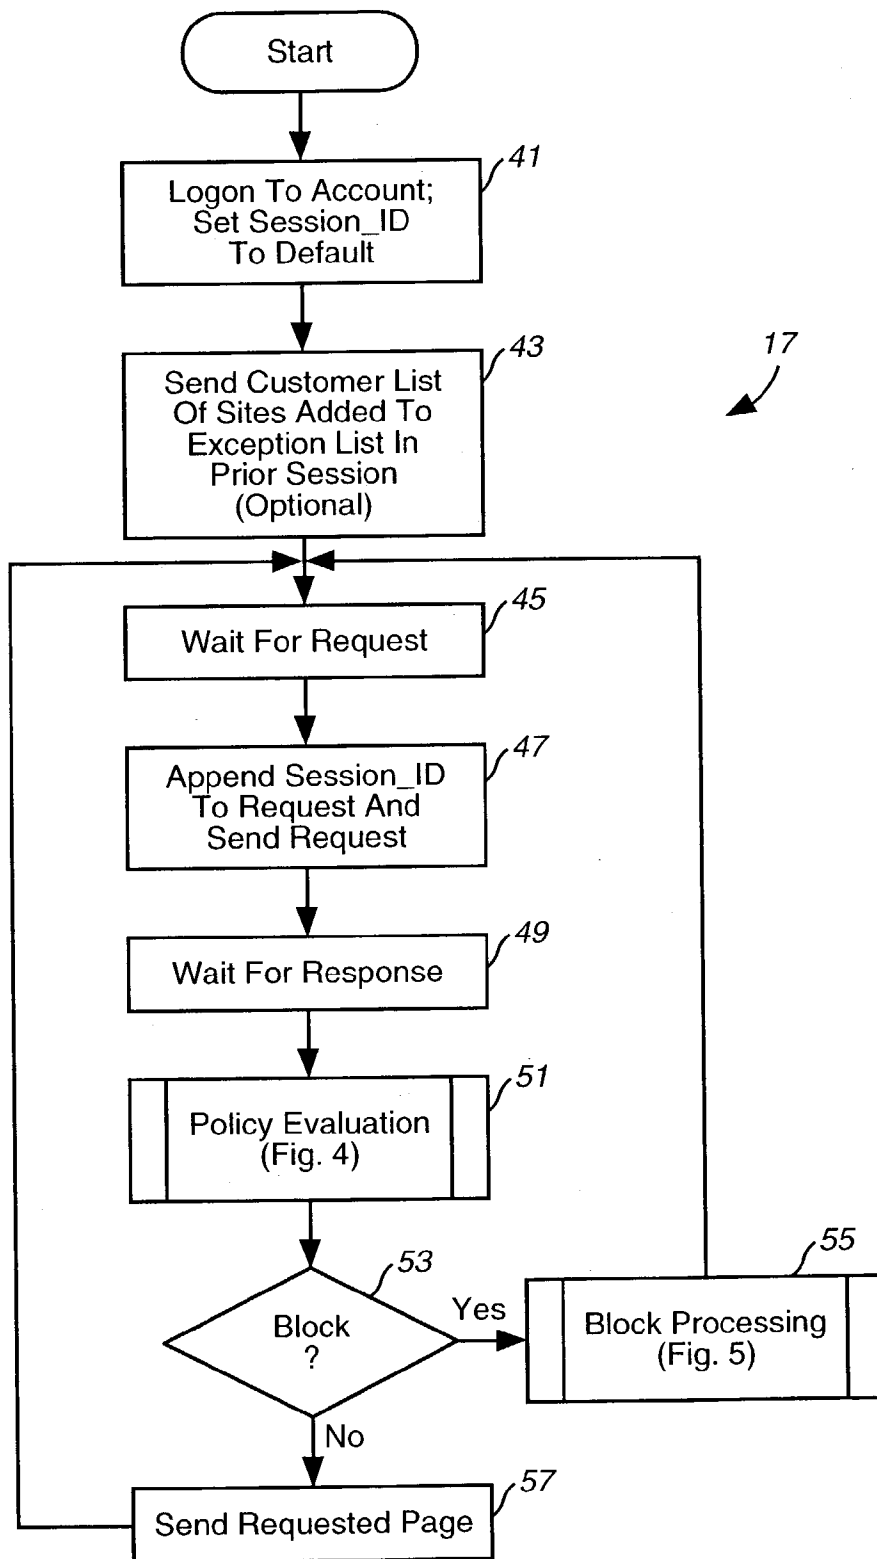 Start
41
Logon To Account;
Set Session_ID
To Default
43
Send Customer List
Of Sites Added To
Exception List In
Prior Session
(Optional)
17
45
Wait For Request
47
Append Session_ID
To Request And
Send Request
49
Wait For Response
51
Policy Evaluation
(Fig. 4)
53
Block
?
Yes
55
Block Processing
(Fig. 5)
No
57
Send Requested Page